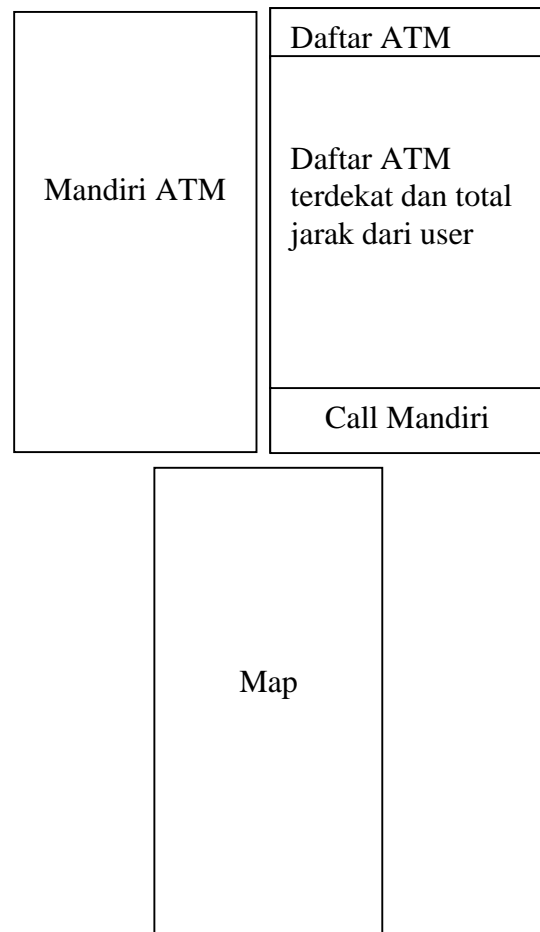 Mandiri ATM
Daftar ATM
Daftar ATM
terdekat dan total
jarak dari user
Call Mandiri
Map